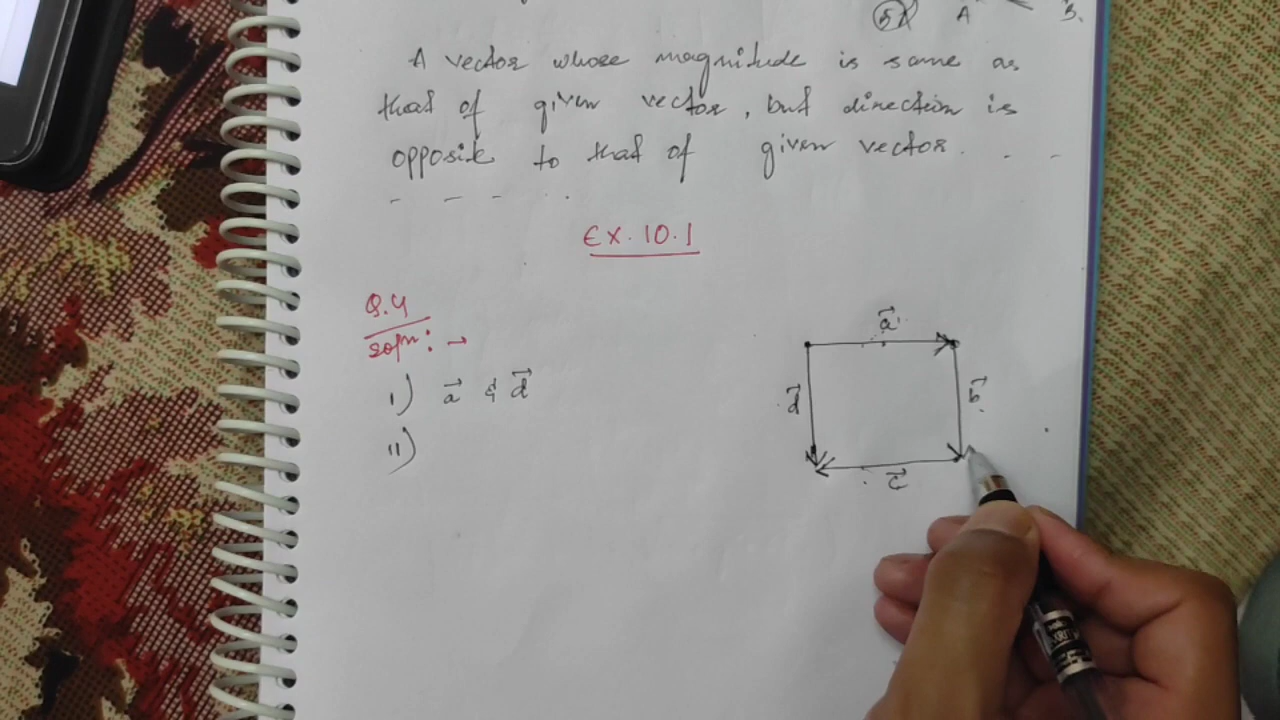 A B.
A vector whose magnitude is same as
that of given vector, but direction is
opposite to that of given vector. - -
- - - .
EX. 10.1
Q.4
Soln: →
i) a⃗ & d⃗
ii)
a⃗
d⃗ b⃗
c⃗